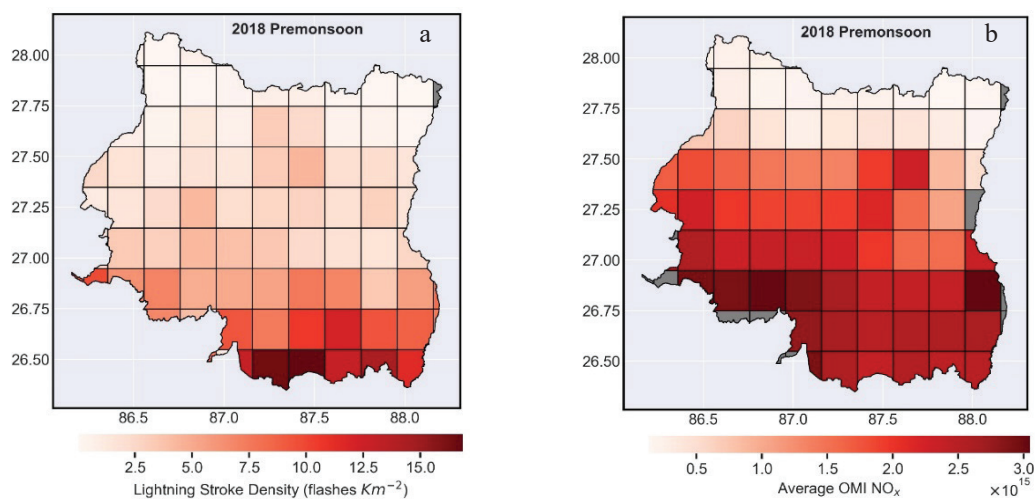 2018 Premonsoon
a
28.00
27.75
27.50
27.25
27.00
26.75
26.50
86.5 87.0 87.5 88.0
2.5 5.0 7.5 10.0 12.5 15.0
Lightning Stroke Density (flashes Km⁻²)
2018 Premonsoon
b
28.00
27.75
27.50
27.25
27.00
26.75
26.50
86.5 87.0 87.5 88.0
0.5 1.0 1.5 2.0 2.5 3.0
Average OMI NOₓ ×10¹⁵